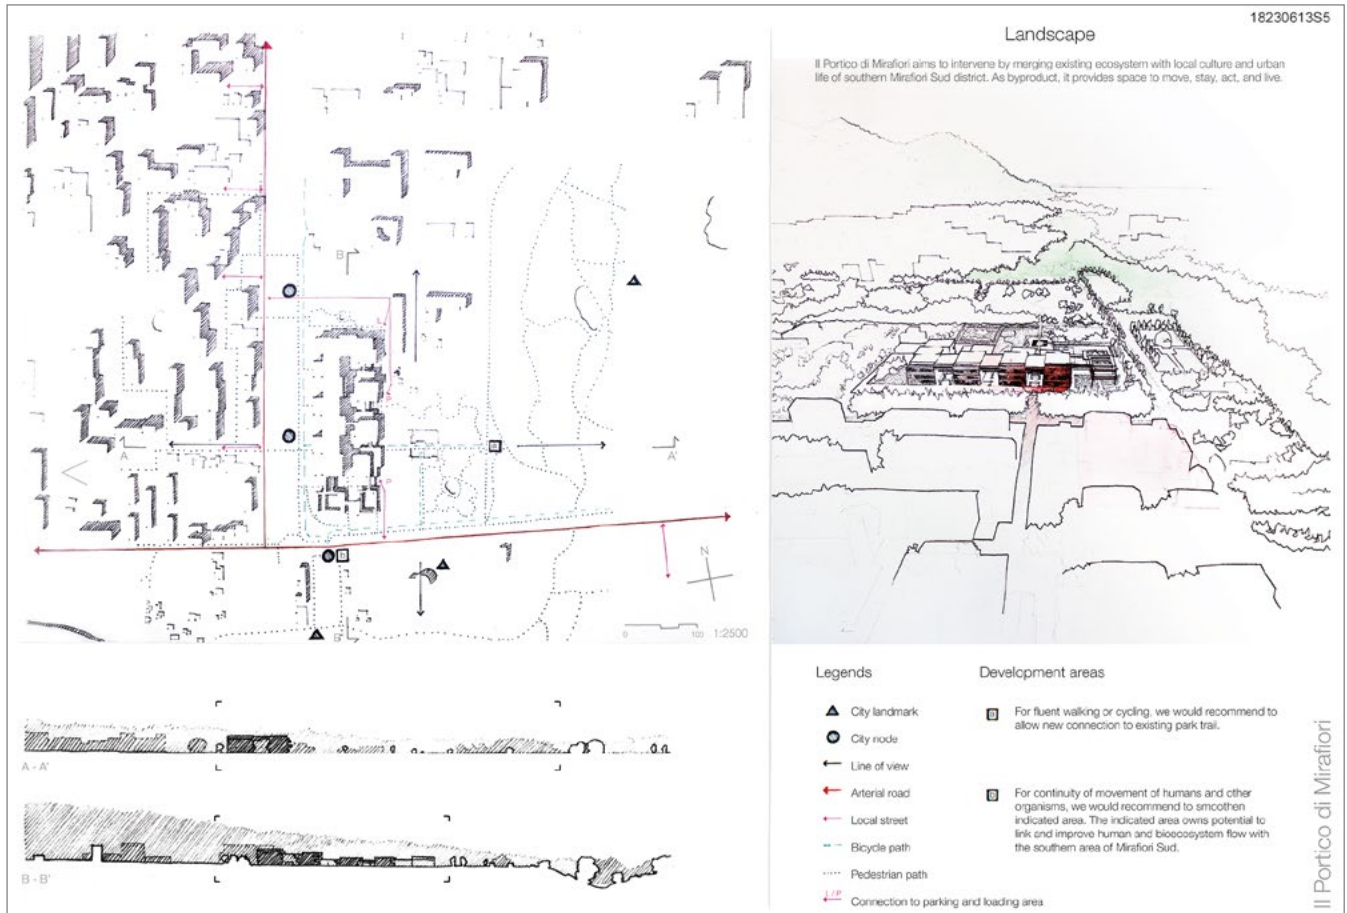 18230613S5
Landscape
Il Portico di Mirafiori aims to intervene by merging existing ecosystem with local culture and urban
life of southern Mirafiori Sud district. As byproduct, it provides space to move, stay, act, and live.
B
A
A'
N
B'
0 100 1:2500
A - A'
B - B'
Legends
City landmark
City node
Line of view
Arterial road
Local street
Bicycle path
Pedestrian path
L / P Connection to parking and loading area
Development areas
a For fluent walking or cycling, we would recommend to
allow new connection to existing park trail.
For continuity of movement of humans and other
organisms, we would recommend to smoothen
indicated area. The indicated area owns potential to
link and improve human and bioecosystem flow with
the southern area of Mirafiori Sud.
Il Portico di Mirafiori